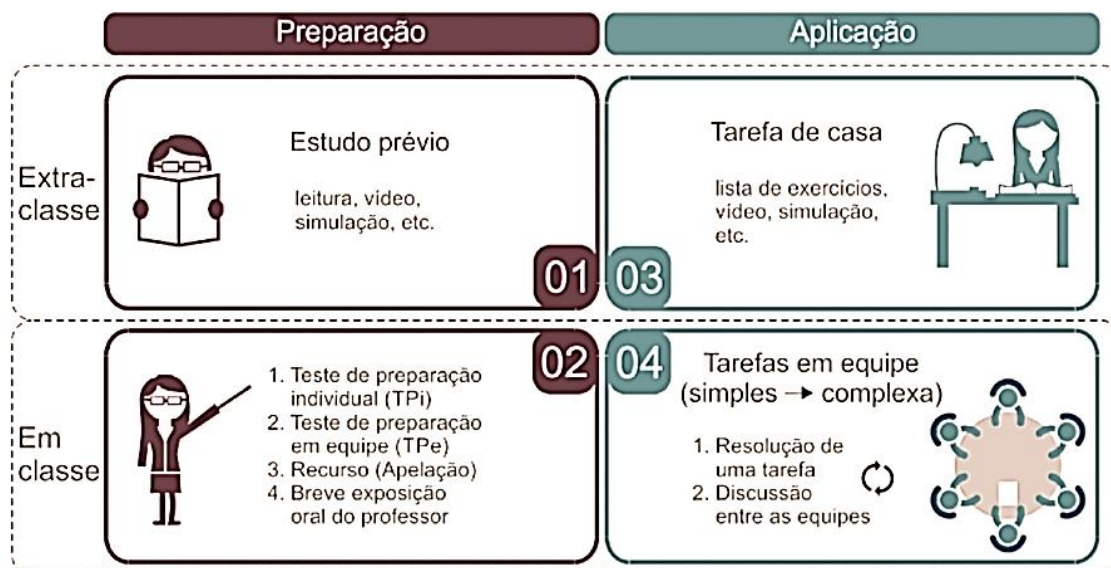 Preparação
Aplicação
Extra-
classe
Estudo prévio
leitura, vídeo,
simulação, etc.
01
Tarefa de casa
lista de exercícios,
vídeo, simulação,
etc.
03
Em
classe
1. Teste de preparação
individual (TPi)
2. Teste de preparação
em equipe (TPe)
3. Recurso (Apelação)
4. Breve exposição
oral do professor
02
04
Tarefas em equipe
(simples → complexa)
1. Resolução de
uma tarefa
2. Discussão
entre as equipes